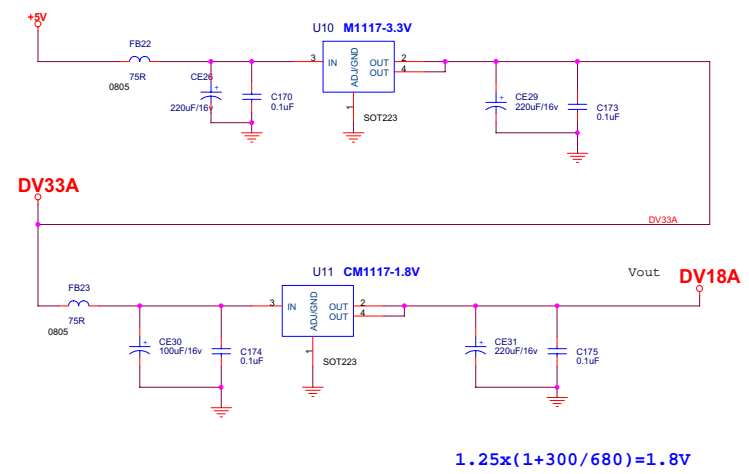 +5V
U10 M1117-3.3V
FB22
75R
0805
CE26
220uF/16v
C170
0.1uF
3 IN ADJ/GND OUT 2
OUT 4
1
SOT223
CE29
220uF/16v
C173
0.1uF
DV33A
DV33A
U11 CM1117-1.8V
Vout DV18A
FB23
75R
0805
3 IN ADJ/GND OUT 2
OUT 4
1
SOT223
CE30
100uF/16v
C174
0.1uF
CE31
220uF/16v
C175
0.1uF
1.25x(1+300/680)=1.8V